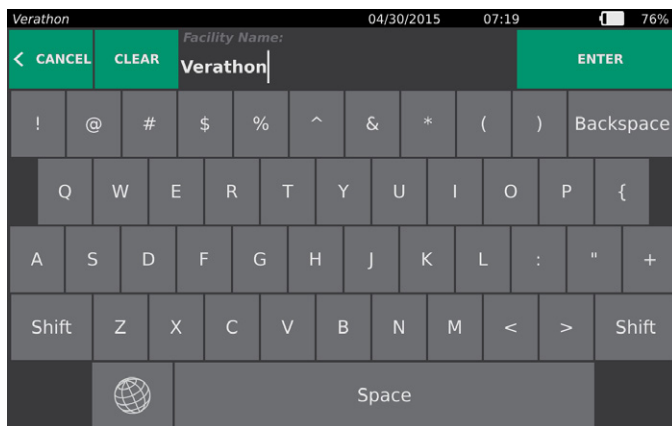 Verathon 04/30/2015 07:19 76%
Facility Name:
< CANCEL CLEAR Verathon ENTER
! @ # $ % ^ & * ( ) Backspace
Q W E R T Y U I O P {
A S D F G H J K L : " +
Shift Z X C V B N M < > Shift
Space